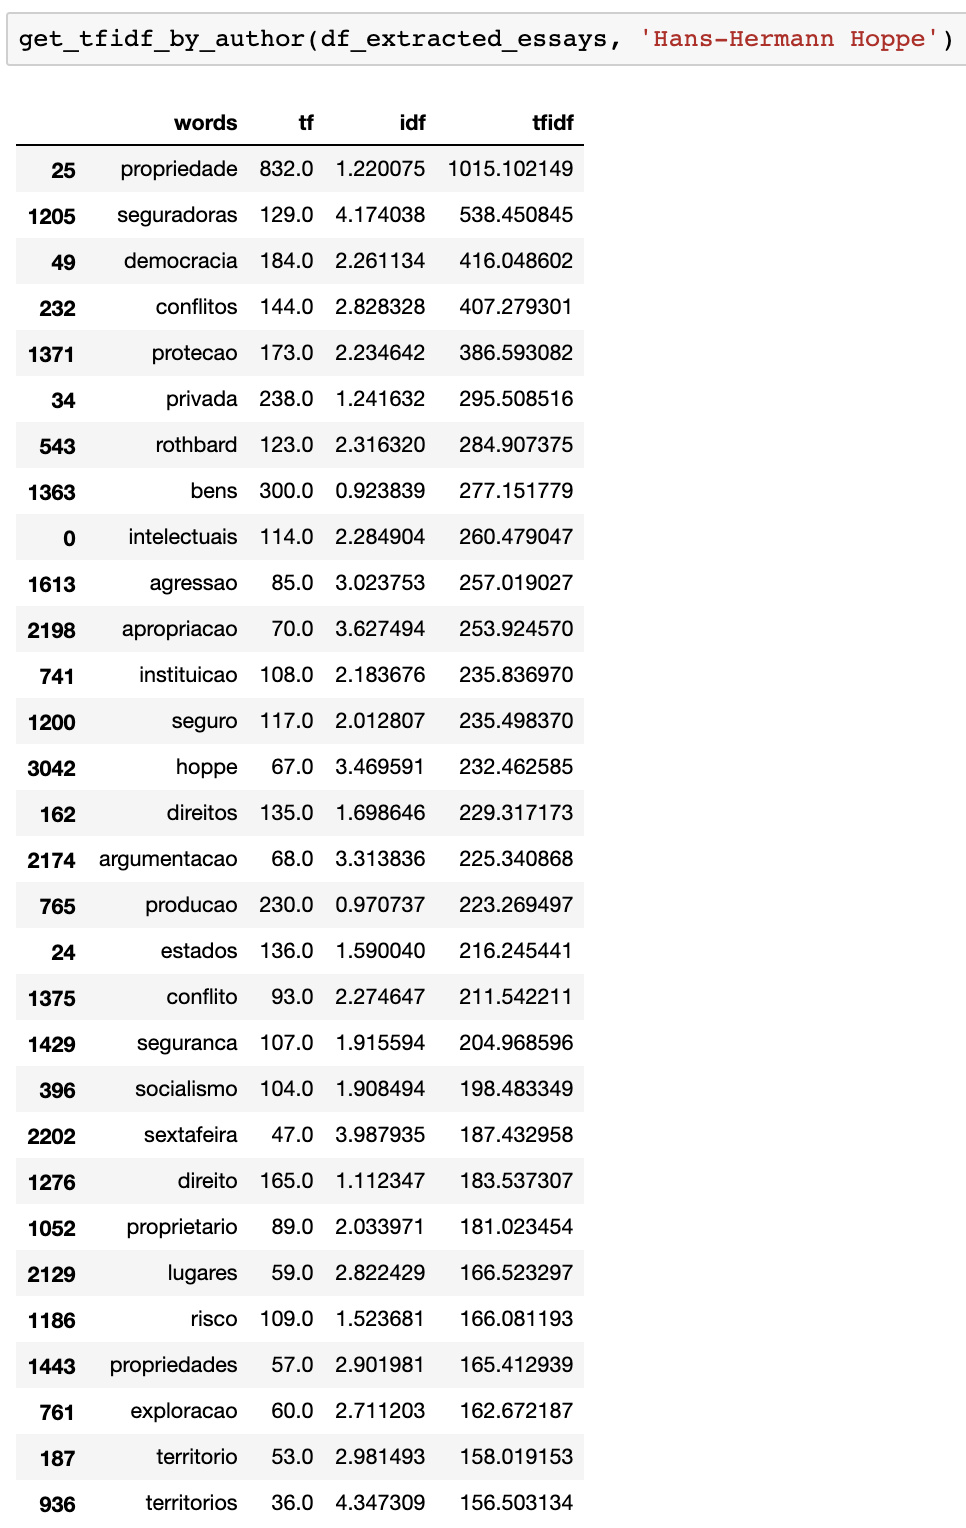 get_tfidf_by_author(df_extracted_essays, 'Hans-Hermann Hoppe')
words tf idf tfidf
25 propriedade 832.0 1.220075 1015.102149
1205 seguradoras 129.0 4.174038 538.450845
49 democracia 184.0 2.261134 416.048602
232 conflitos 144.0 2.828328 407.279301
1371 protecao 173.0 2.234642 386.593082
34 privada 238.0 1.241632 295.508516
543 rothbard 123.0 2.316320 284.907375
1363 bens 300.0 0.923839 277.151779
0 intelectuais 114.0 2.284904 260.479047
1613 agressao 85.0 3.023753 257.019027
2198 apropriacao 70.0 3.627494 253.924570
741 instituicao 108.0 2.183676 235.836970
1200 seguro 117.0 2.012807 235.498370
3042 hoppe 67.0 3.469591 232.462585
162 direitos 135.0 1.698646 229.317173
2174 argumentacao 68.0 3.313836 225.340868
765 producao 230.0 0.970737 223.269497
24 estados 136.0 1.590040 216.245441
1375 conflito 93.0 2.274647 211.542211
1429 seguranca 107.0 1.915594 204.968596
396 socialismo 104.0 1.908494 198.483349
2202 sextafeira 47.0 3.987935 187.432958
1276 direito 165.0 1.112347 183.537307
1052 proprietario 89.0 2.033971 181.023454
2129 lugares 59.0 2.822429 166.523297
1186 risco 109.0 1.523681 166.081193
1443 propriedades 57.0 2.901981 165.412939
761 exploracao 60.0 2.711203 162.672187
187 territorio 53.0 2.981493 158.019153
936 territorios 36.0 4.347309 156.503134